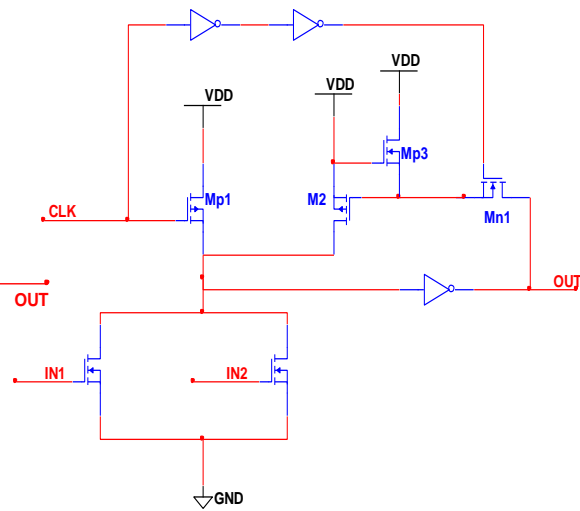 VDD
VDD
VDD
Mp3
Mp1
M2
CLK
Mn1
OUT
OUT
IN1
IN2
GND